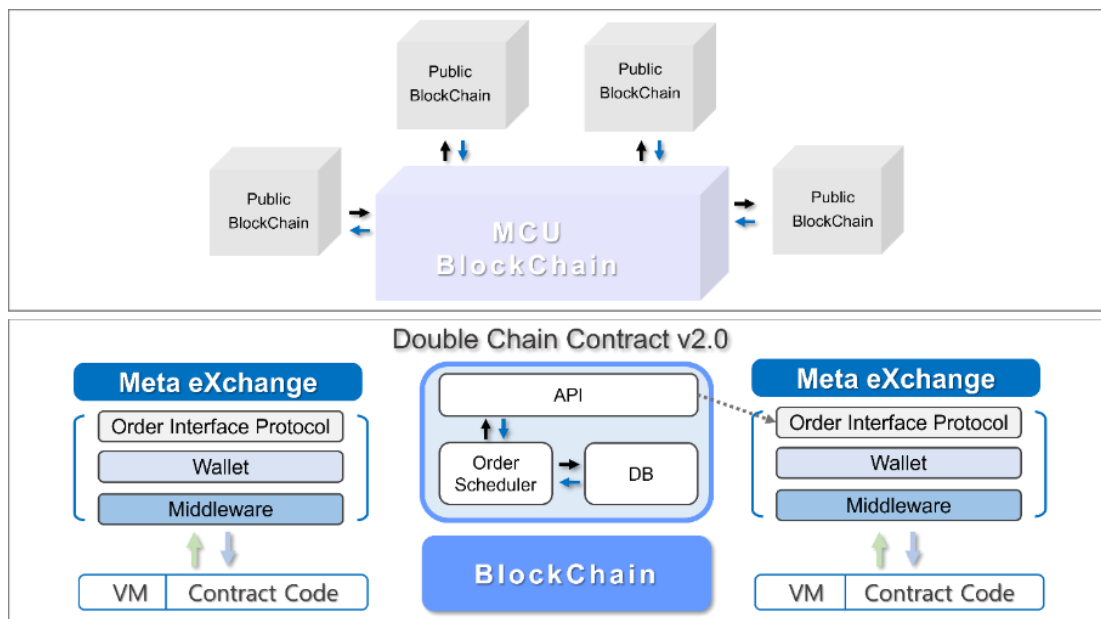 Public
BlockChain
Public
BlockChain
Public
BlockChain
Public
BlockChain
MCU
BlockChain
Double Chain Contract v2.0
Meta eXchange
Order Interface Protocol
Wallet
Middleware
VM
Contract Code
API
Order
Scheduler
DB
BlockChain
Meta eXchange
Order Interface Protocol
Wallet
Middleware
VM
Contract Code